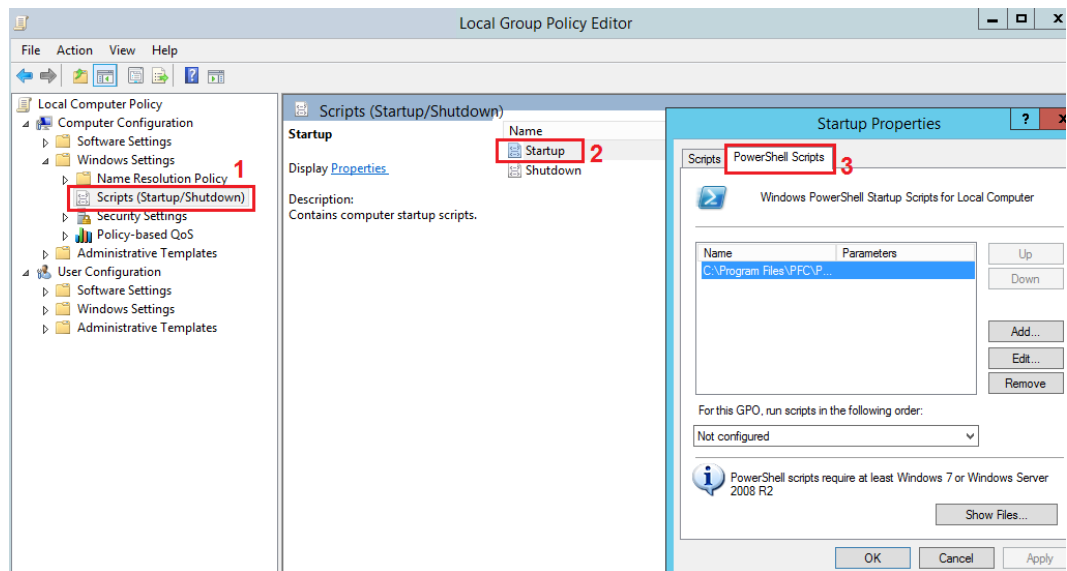 Local Group Policy Editor
File Action View Help
Local Computer Policy
Computer Configuration
Software Settings
Windows Settings
1
Name Resolution Policy
Scripts (Startup/Shutdown)
Security Settings
Policy-based QoS
Administrative Templates
User Configuration
Software Settings
Windows Settings
Administrative Templates
Scripts (Startup/Shutdown)
Startup
Display Properties
Description:
Contains computer startup scripts.
Name
Startup
2
Shutdown
Startup Properties
Scripts PowerShell Scripts
3
Windows PowerShell Startup Scripts for Local Computer
Name Parameters
C:\Program Files\PFC\P...
Up
Down
Add...
Edit...
Remove
For this GPO, run scripts in the following order:
Not configured
PowerShell scripts require at least Windows 7 or Windows Server
2008 R2
Show Files...
OK Cancel Apply